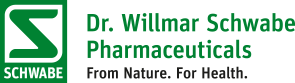 SCHWABE
Dr. Willmar Schwabe
Pharmaceuticals
From Nature. For Health.